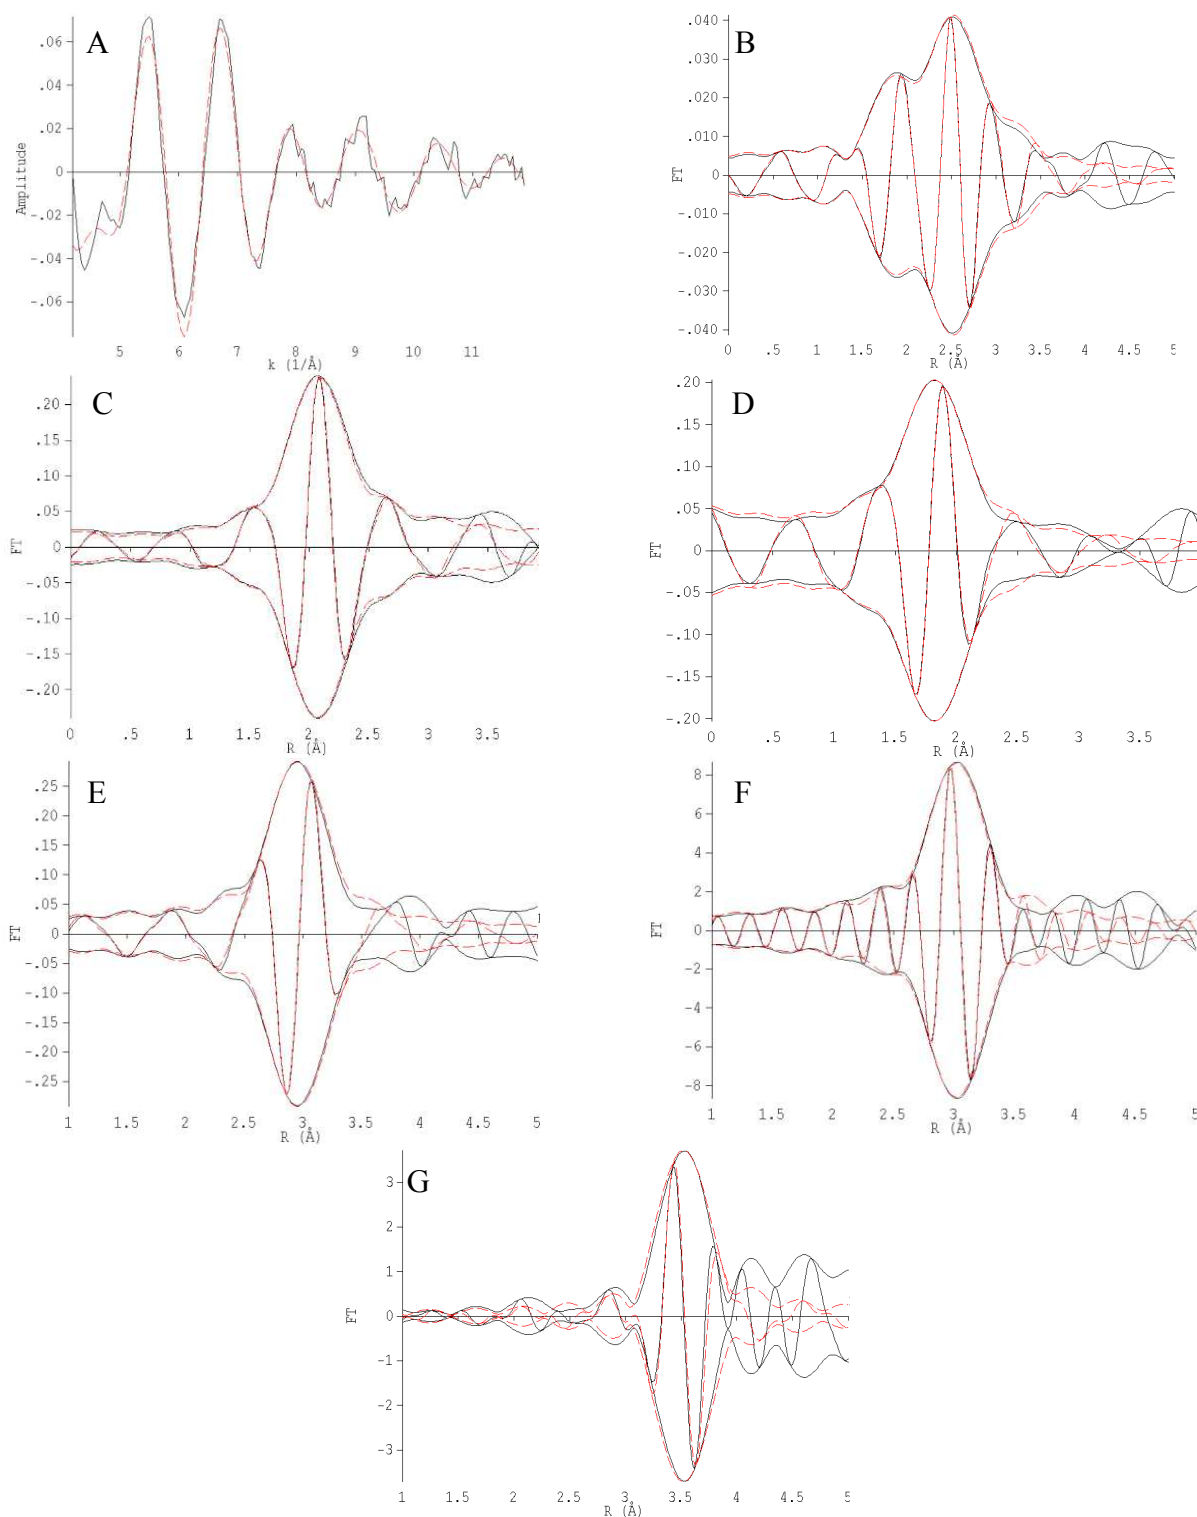 A
.06
.04
.02
0
-.02
-.04
-.06
Amplitude
5 6 7 8 9 10 11
k (1/Å)
B
.040
.030
.020
.010
0
-.010
-.020
-.030
-.040
FT
0 .5 1 1.5 2 2.5 3 3.5 4 4.5 5
R (Å)
C
.20
.15
.10
.05
0
-.05
-.10
-.15
-.20
FT
0 .5 1 1.5 2 2.5 3 3.5
R (Å)
D
.20
.15
.10
.05
0
-.05
-.10
-.15
-.20
FT
0 .5 1 1.5 2 2.5 3 3.5
R (Å)
E
.25
.20
.15
.10
.05
0
-.05
-.10
-.15
-.20
-.25
FT
1 1.5 2 2.5 3 3.5 4 4.5 5
R (Å)
F
8
6
4
2
0
-2
-4
-6
-8
FT
1 1.5 2 2.5 3 3.5 4 4.5 5
R (Å)
G
3
2
1
0
-1
-2
-3
FT
1 1.5 2 2.5 3 3.5 4 4.5 5
R (Å)